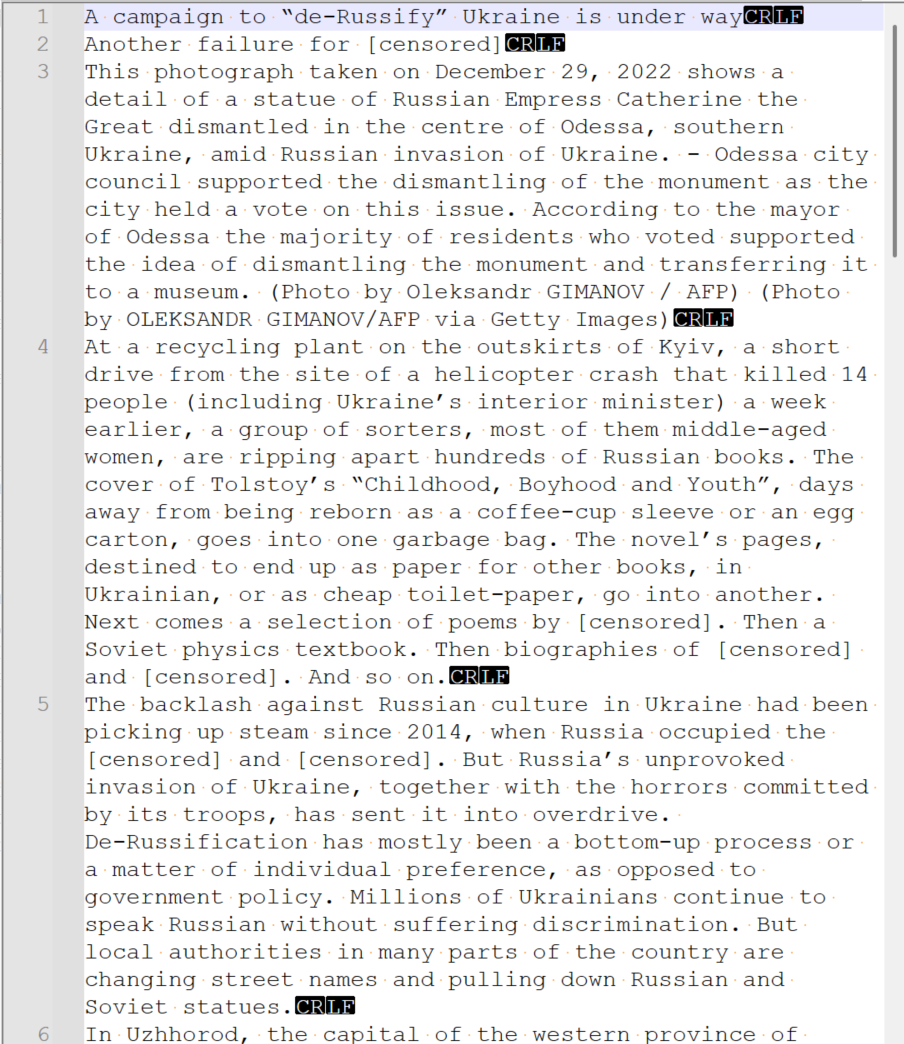 1 A campaign to “de-Russify” Ukraine is under wayCRLF
2 Another failure for [censored]CRLF
3 This photograph taken on December 29, 2022 shows a
detail of a statue of Russian Empress Catherine the
Great dismantled in the centre of Odessa, southern
Ukraine, amid Russian invasion of Ukraine. - Odessa city
council supported the dismantling of the monument as the
city held a vote on this issue. According to the mayor
of Odessa the majority of residents who voted supported
the idea of dismantling the monument and transferring it
to a museum. (Photo by Oleksandr GIMANOV / AFP) (Photo
by OLEKSANDR GIMANOV/AFP via Getty Images)CRLF
4 At a recycling plant on the outskirts of Kyiv, a short
drive from the site of a helicopter crash that killed 14
people (including Ukraine’s interior minister) a week
earlier, a group of sorters, most of them middle-aged
women, are ripping apart hundreds of Russian books. The
cover of Tolstoy’s “Childhood, Boyhood and Youth”, days
away from being reborn as a coffee-cup sleeve or an egg
carton, goes into one garbage bag. The novel’s pages,
destined to end up as paper for other books, in
Ukrainian, or as cheap toilet-paper, go into another.
Next comes a selection of poems by [censored]. Then a
Soviet physics textbook. Then biographies of [censored]
and [censored]. And so on.CRLF
5 The backlash against Russian culture in Ukraine had been
picking up steam since 2014, when Russia occupied the
[censored] and [censored]. But Russia’s unprovoked
invasion of Ukraine, together with the horrors committed
by its troops, has sent it into overdrive.
De-Russification has mostly been a bottom-up process or
a matter of individual preference, as opposed to
government policy. Millions of Ukrainians continue to
speak Russian without suffering discrimination. But
local authorities in many parts of the country are
changing street names and pulling down Russian and
Soviet statues.CRLF
6 In Uzhhorod, the capital of the western province of